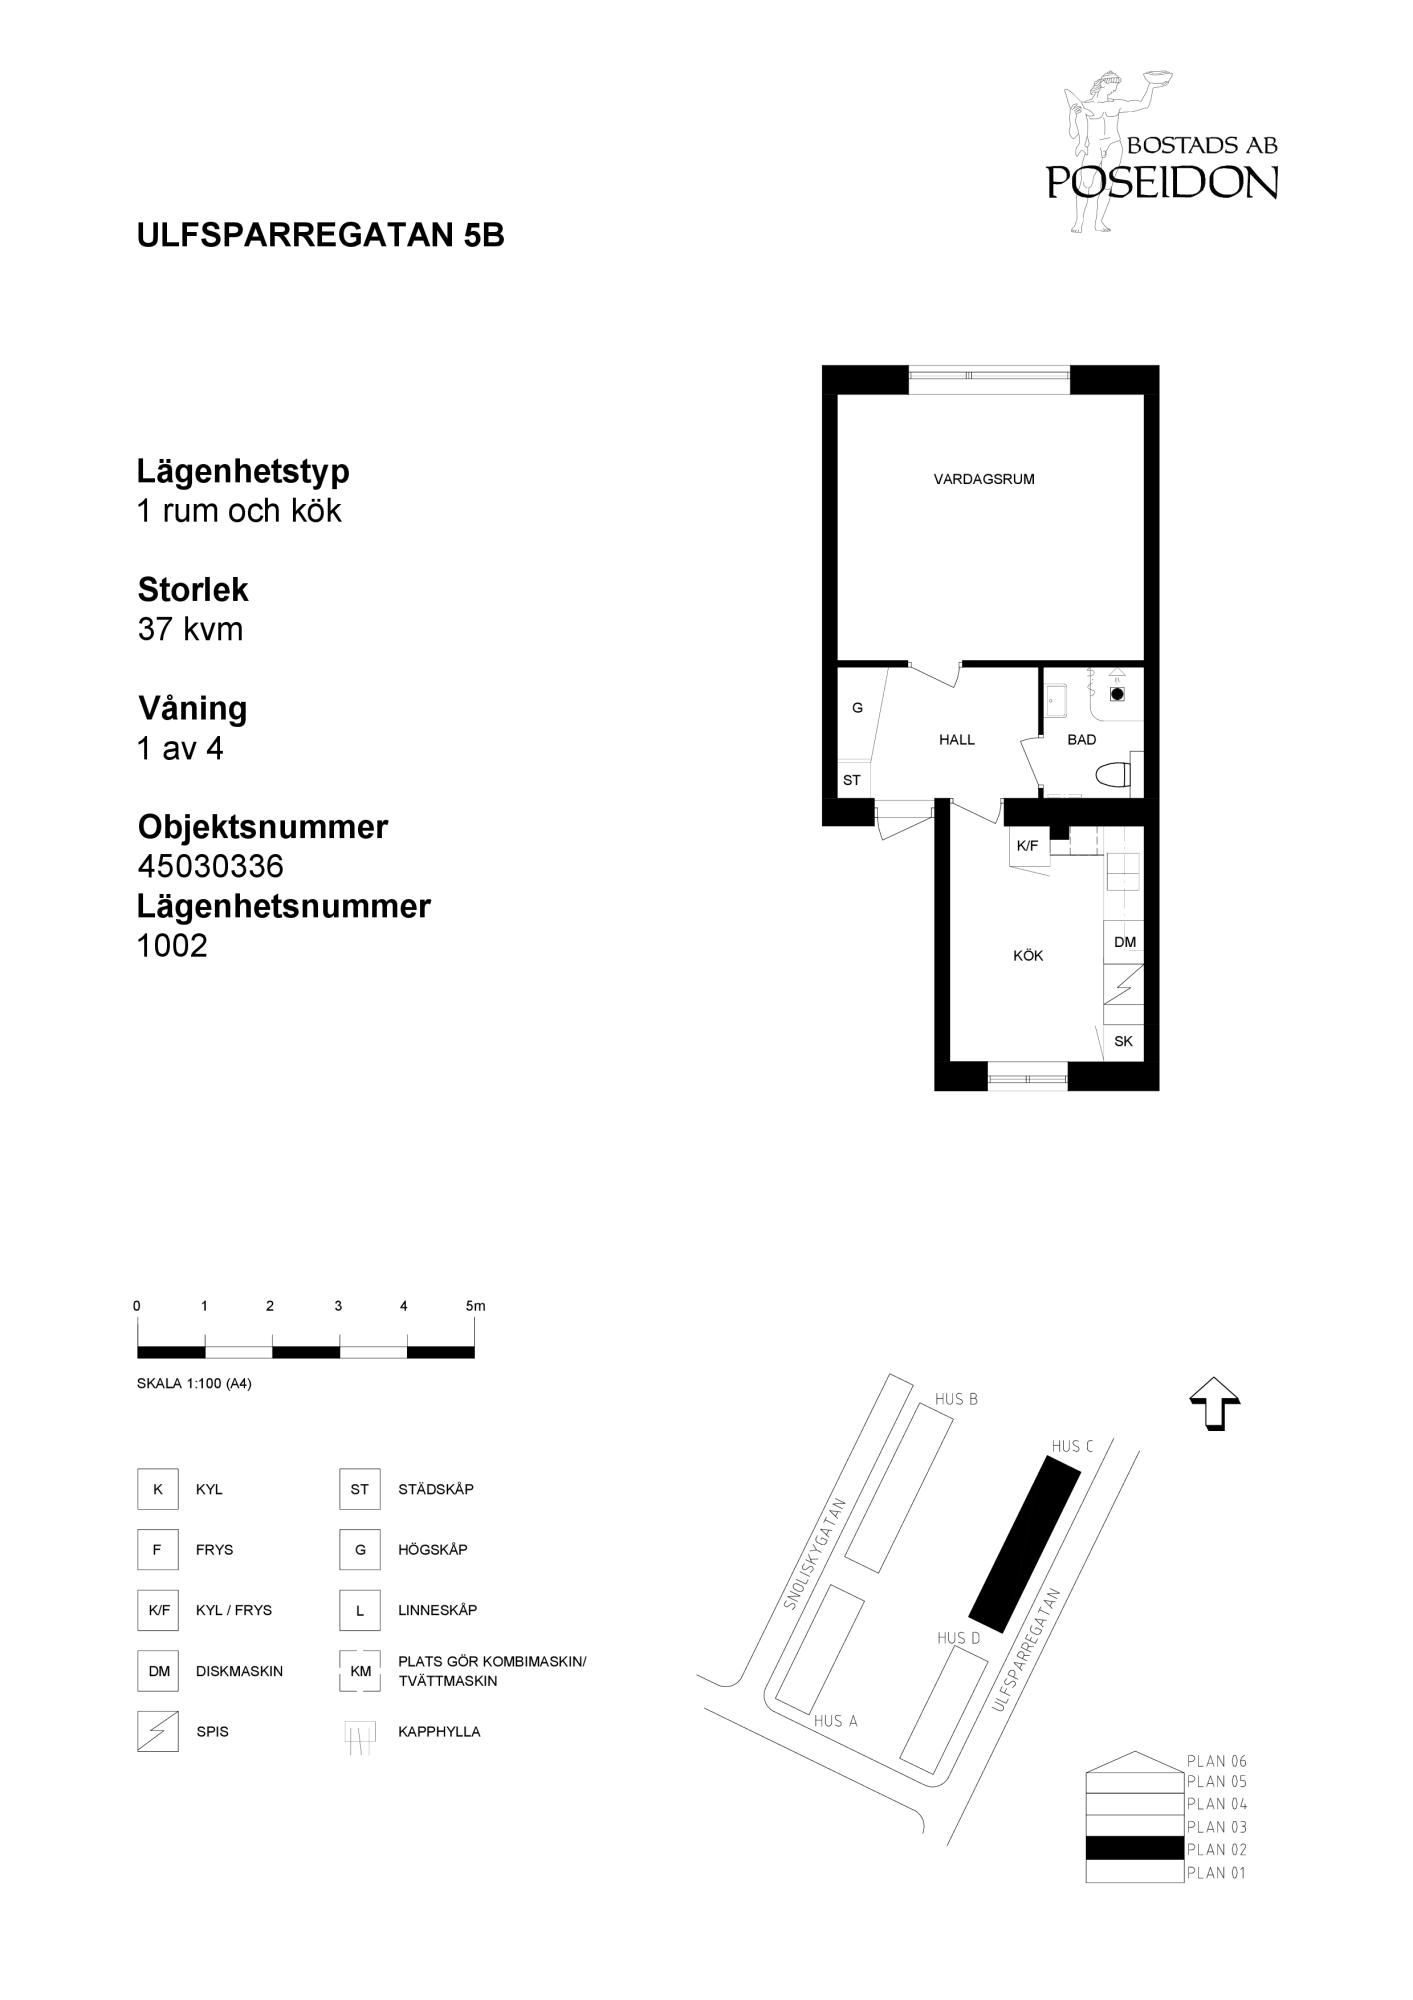 BOSTADS AB
POSEIDON
ULFSPARREGATAN 5B
Lägenhetstyp
1 rum och kök
Storlek
37 kvm
Våning
1 av 4
Objektsnummer
45030336
Lägenhetsnummer
1002
VARDAGSRUM
G
HALL
BAD
ST
K/F
DM
KÖK
SK
0 1 2 3 4 5m
SKALA 1:100 (A4)
K KYL
ST STÄDSKÅP
F FRYS
G HÖGSKÅP
K/F KYL / FRYS
L LINNESKÅP
DM DISKMASKIN
KM PLATS GÖR KOMBIMASKIN/
TVÄTTMASKIN
SPIS
KAPPHYLLA
HUS B
HUS C
SNOLISKYGATAN
ULFSPARREGATAN
HUS D
HUS A
PLAN 06
PLAN 05
PLAN 04
PLAN 03
PLAN 02
PLAN 01